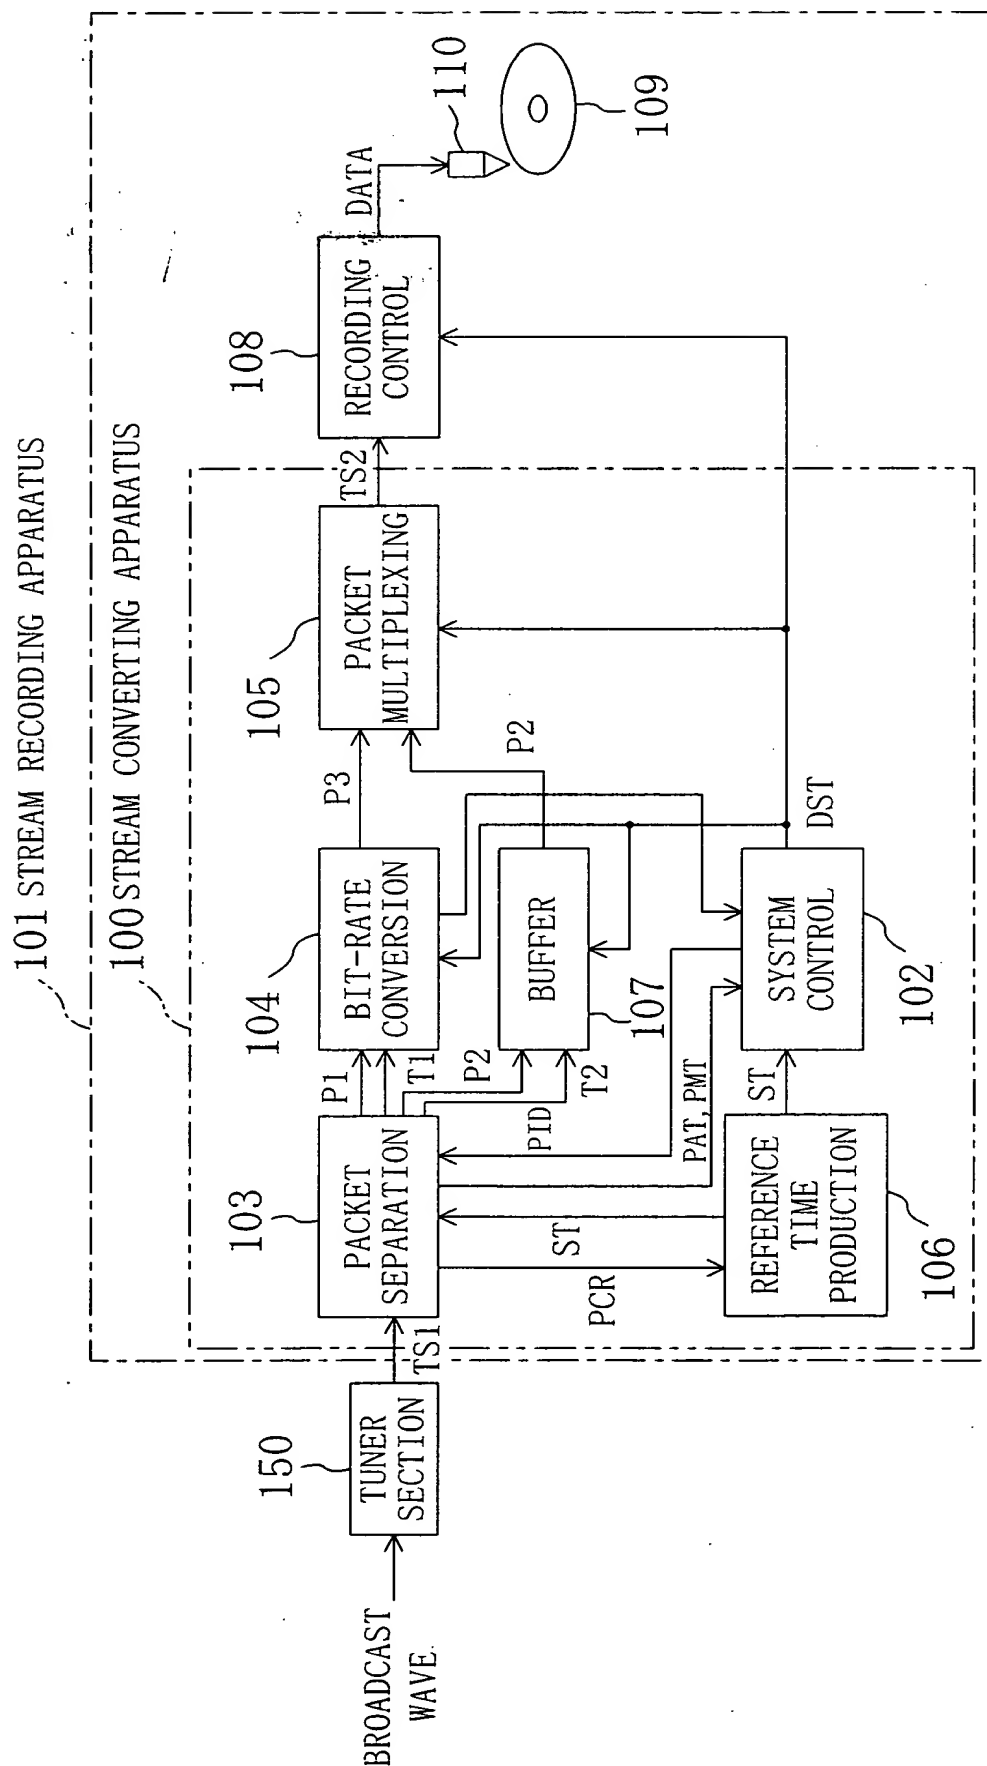 101 STREAM RECORDING APPARATUS
100 STREAM CONVERTING APPARATUS
BROADCAST
WAVE
150
TUNER
SECTION
TS1
103
PACKET
SEPARATION
P1
T1
P2
PID
T2
104
BIT-RATE
CONVERSION
P3
BUFFER
107
P2
105
PACKET
MULTIPLEXING
TS2
108
RECORDING
CONTROL
DATA
110
109
PCR
ST
PAT, PMT
REFERENCE
TIME
PRODUCTION
106
ST
SYSTEM
CONTROL
102
DST